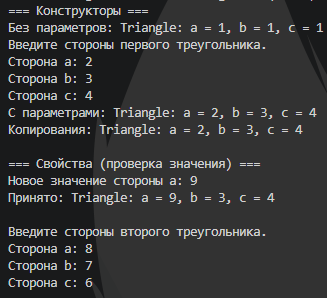 === Конструкторы ===
Без параметров: Triangle: a = 1, b = 1, c = 1
Введите стороны первого треугольника.
Сторона a: 2
Сторона b: 3
Сторона c: 4
С параметрами: Triangle: a = 2, b = 3, c = 4
Копирования: Triangle: a = 2, b = 3, c = 4
=== Свойства (проверка значения) ===
Новое значение стороны a: 9
Принято: Triangle: a = 9, b = 3, c = 4
Введите стороны второго треугольника.
Сторона a: 8
Сторона b: 7
Сторона c: 6